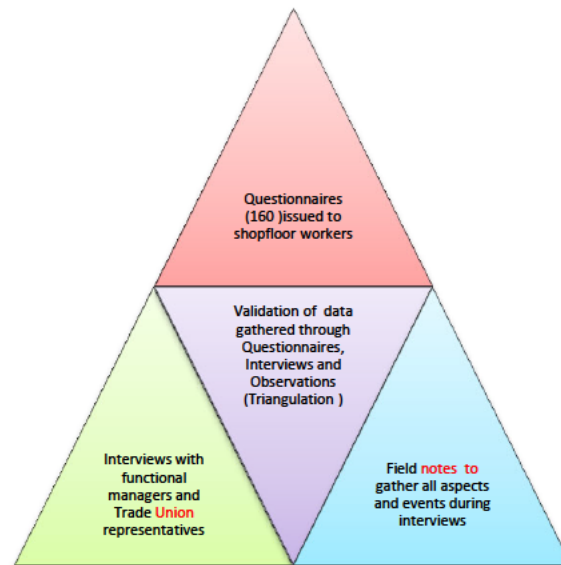 Questionnaires
(160 )issued to
shopfloor workers
Validation of data
gathered through
Questionnaires,
Interviews and
Observations
(Triangulation )
Interviews with
functional
managers and
Trade Union
representatives
Field notes to
gather all aspects
and events during
interviews